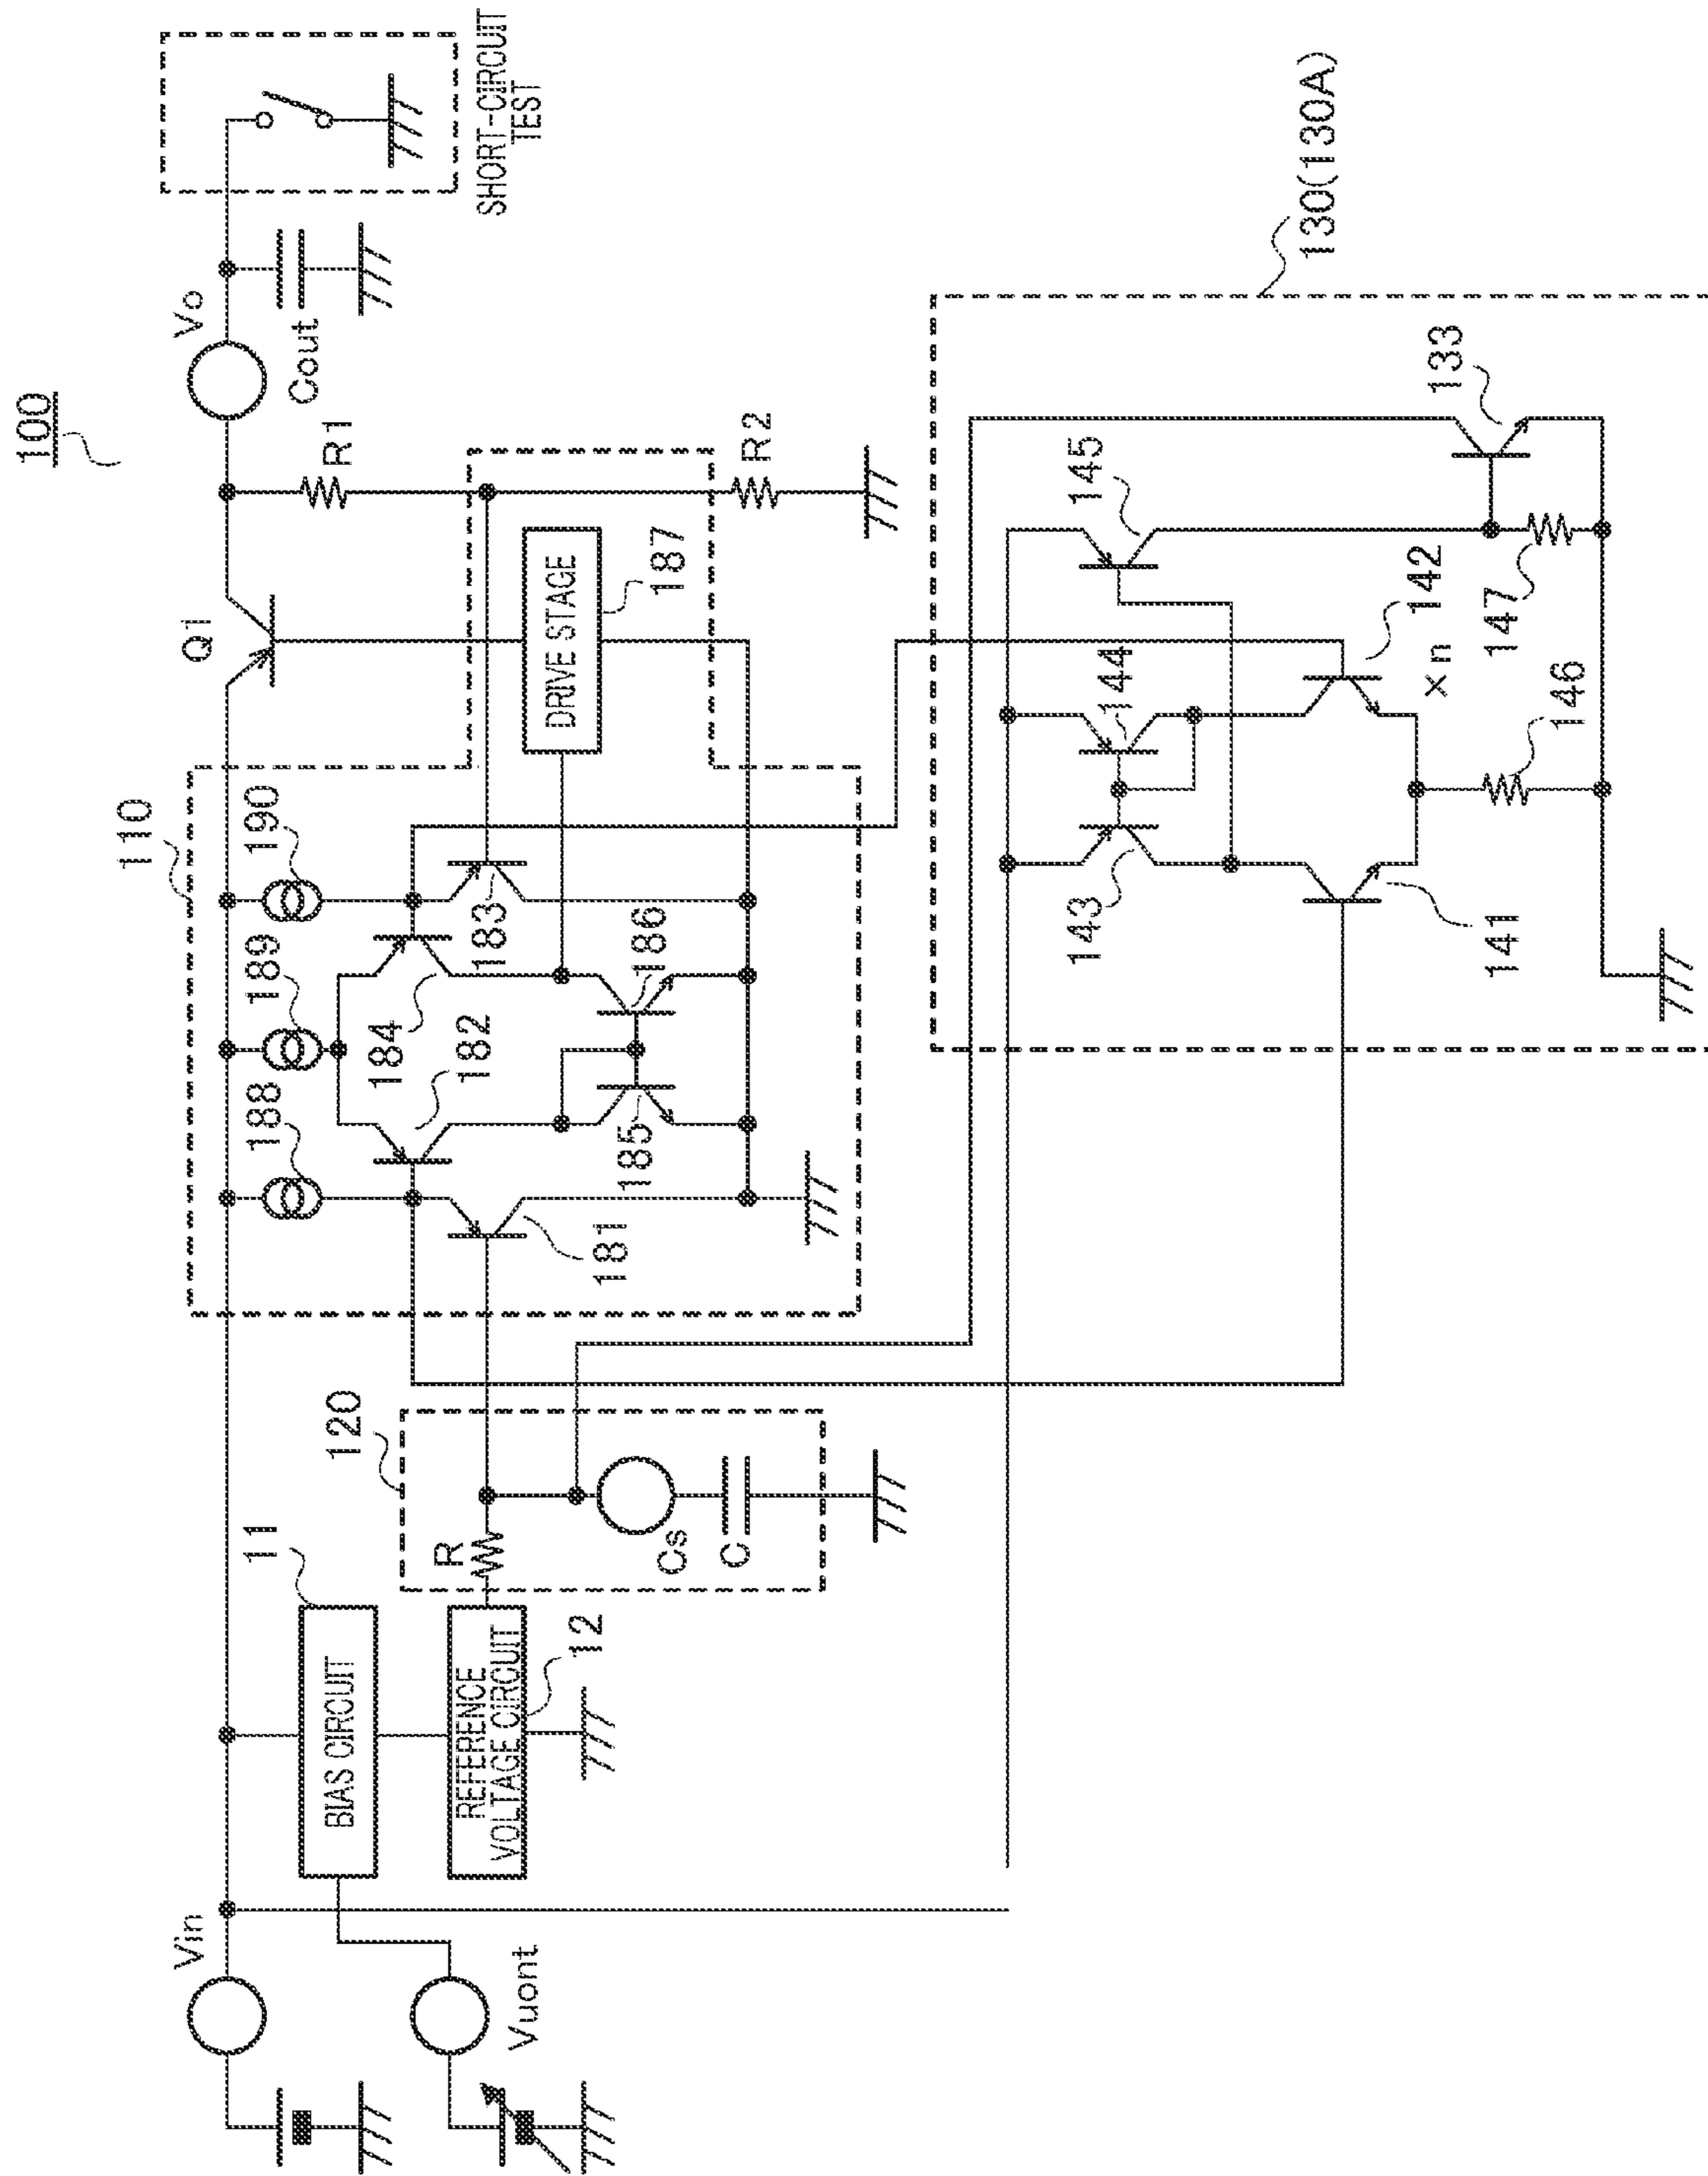 100
Vin
Vuont
BIAS CIRCUIT
11
REFERENCE
VOLTAGE CIRCUIT
12
120
R
Cs
C
110
188
189
190
181
182
184
183
185
186
DRIVE STAGE
187
Q1
R1
R2
Vo
Cout
SHORT-CIRCUIT
TEST
130(130A)
143
144
145
141
142
×n
146
147
133